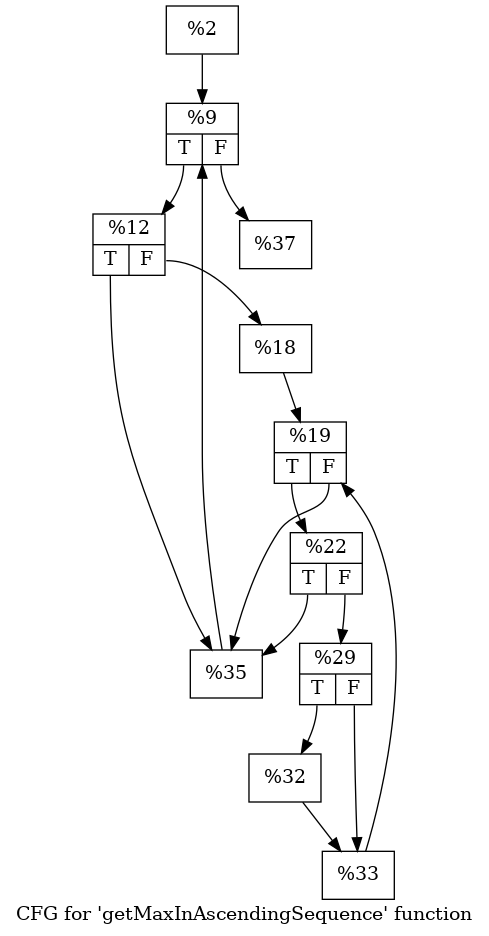 %2
%9
T F
%12
T F
%37
%18
%19
T F
%22
T F
%29
T F
%35
%32
%33
CFG for 'getMaxInAscendingSequence' function